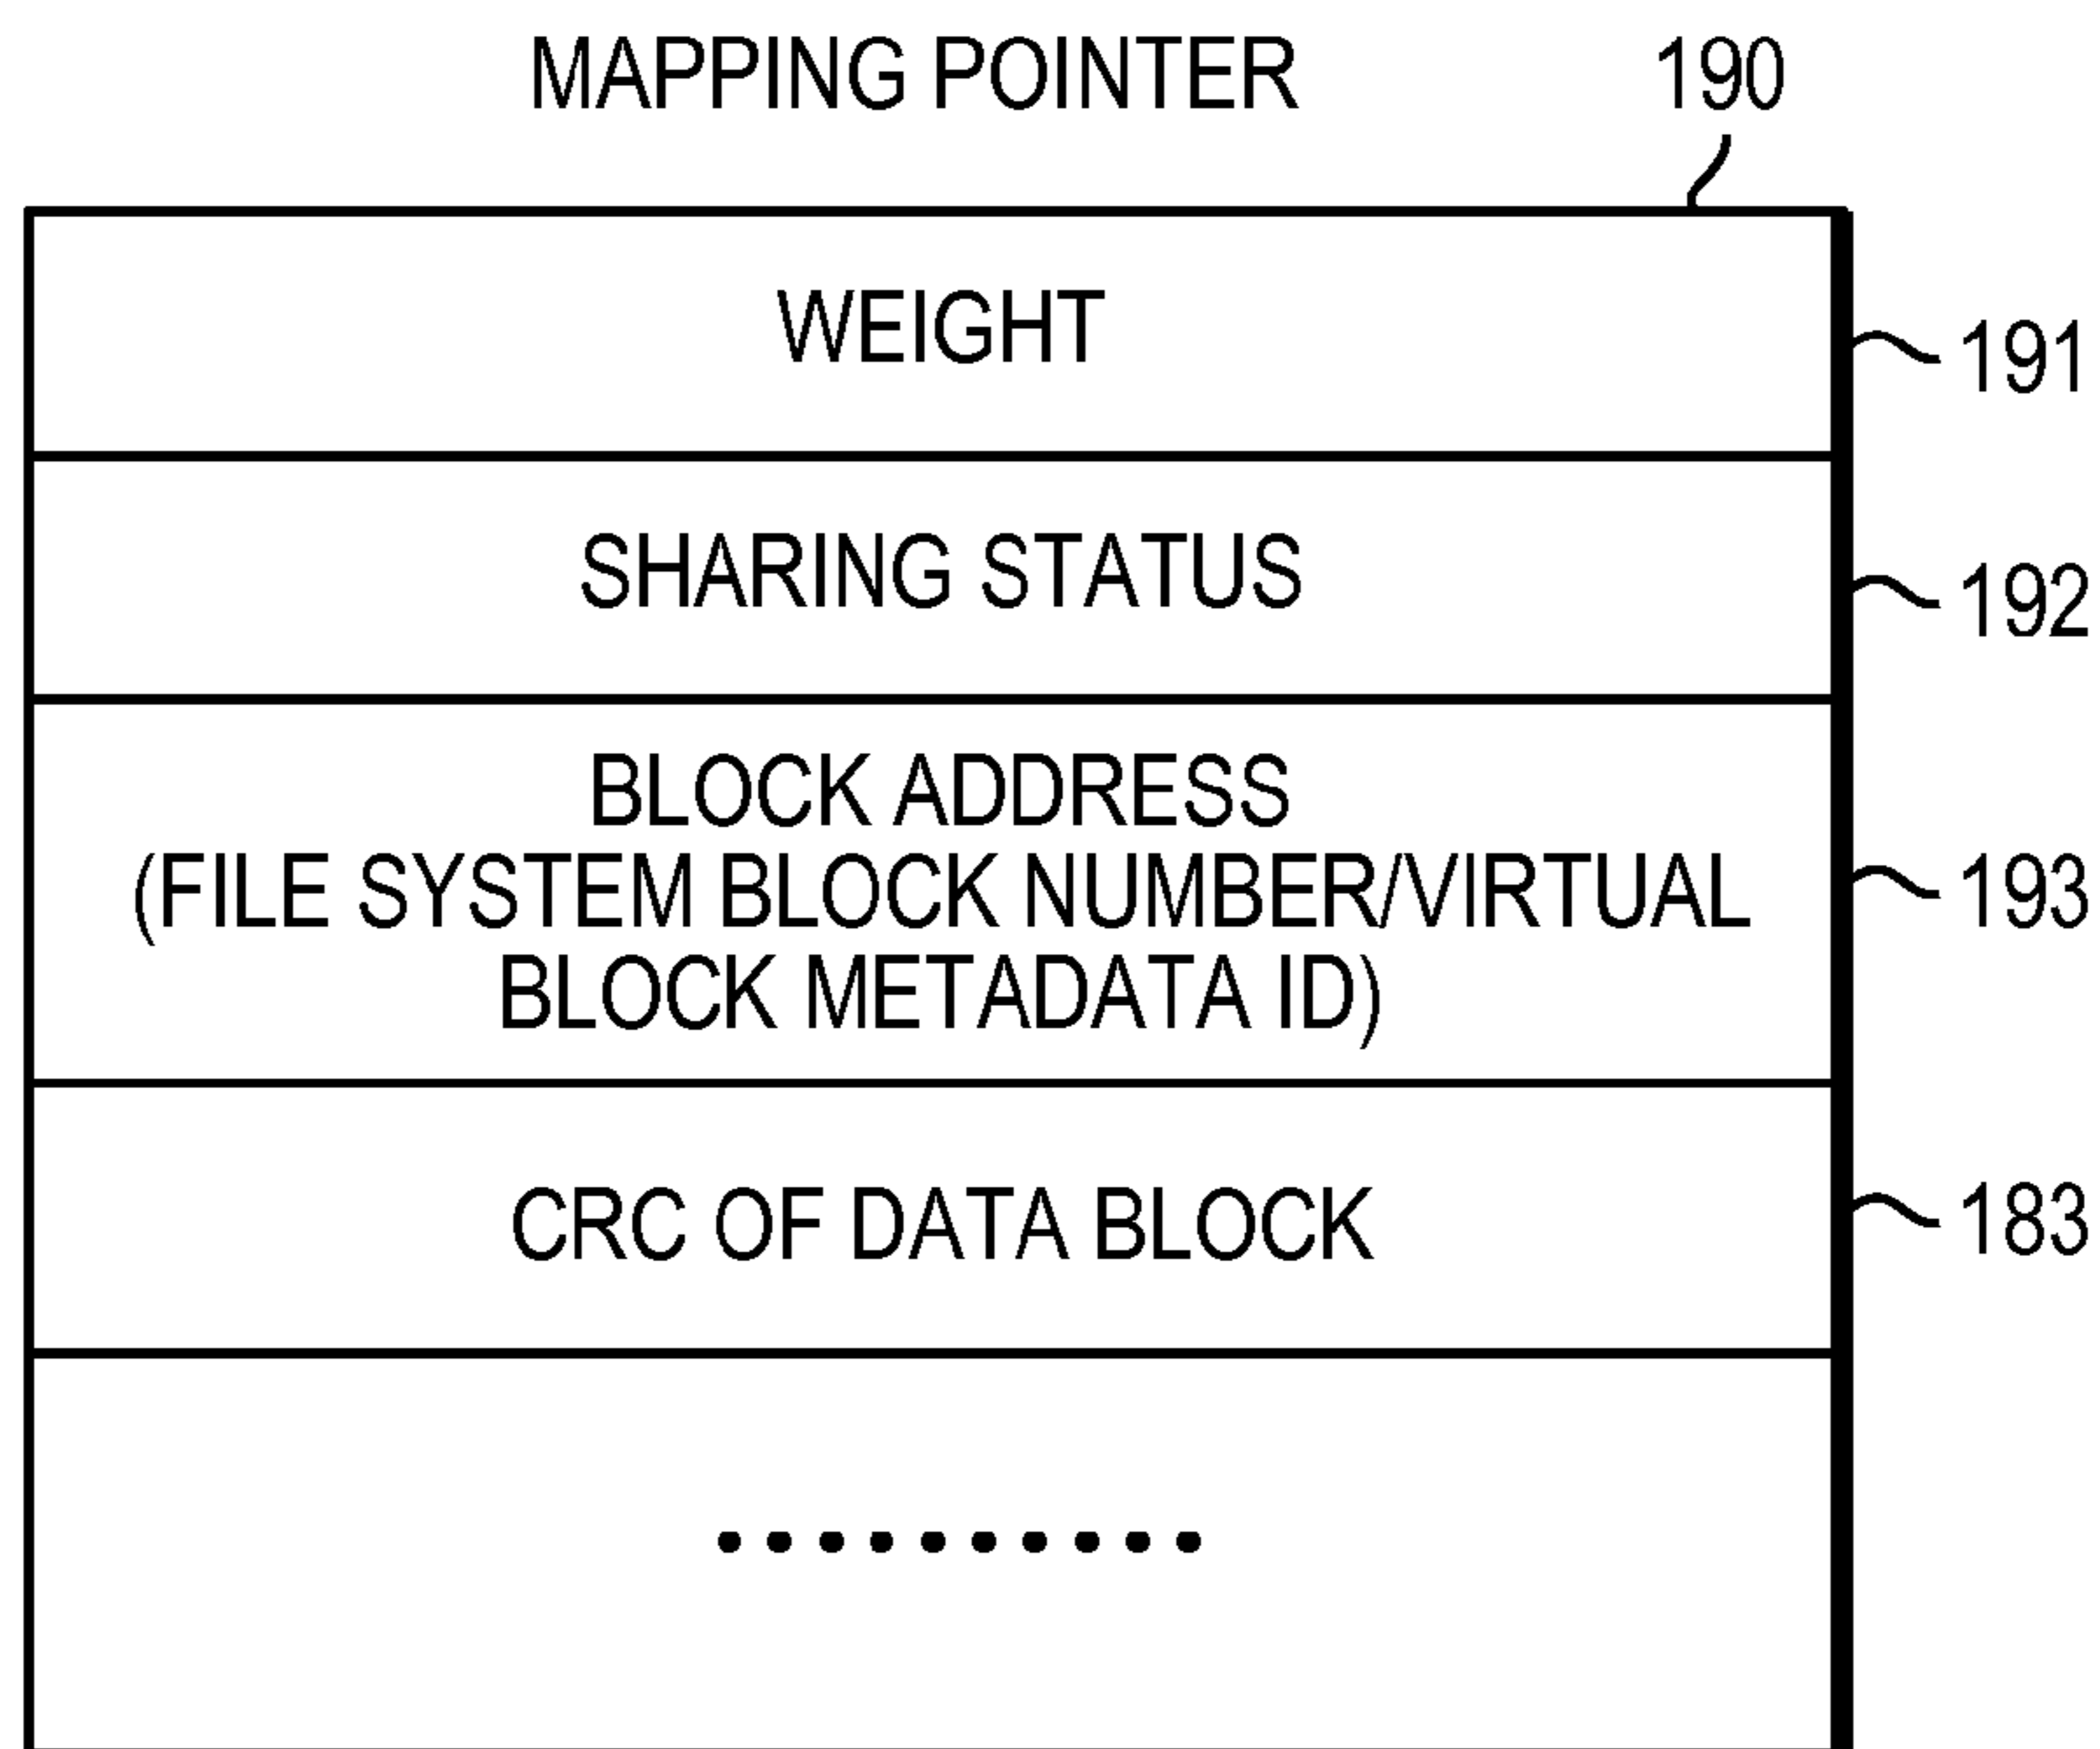 MAPPING POINTER
190
WEIGHT
191
SHARING STATUS
192
BLOCK ADDRESS
(FILE SYSTEM BLOCK NUMBER/VIRTUAL
BLOCK METADATA ID)
193
CRC OF DATA BLOCK
183
..........